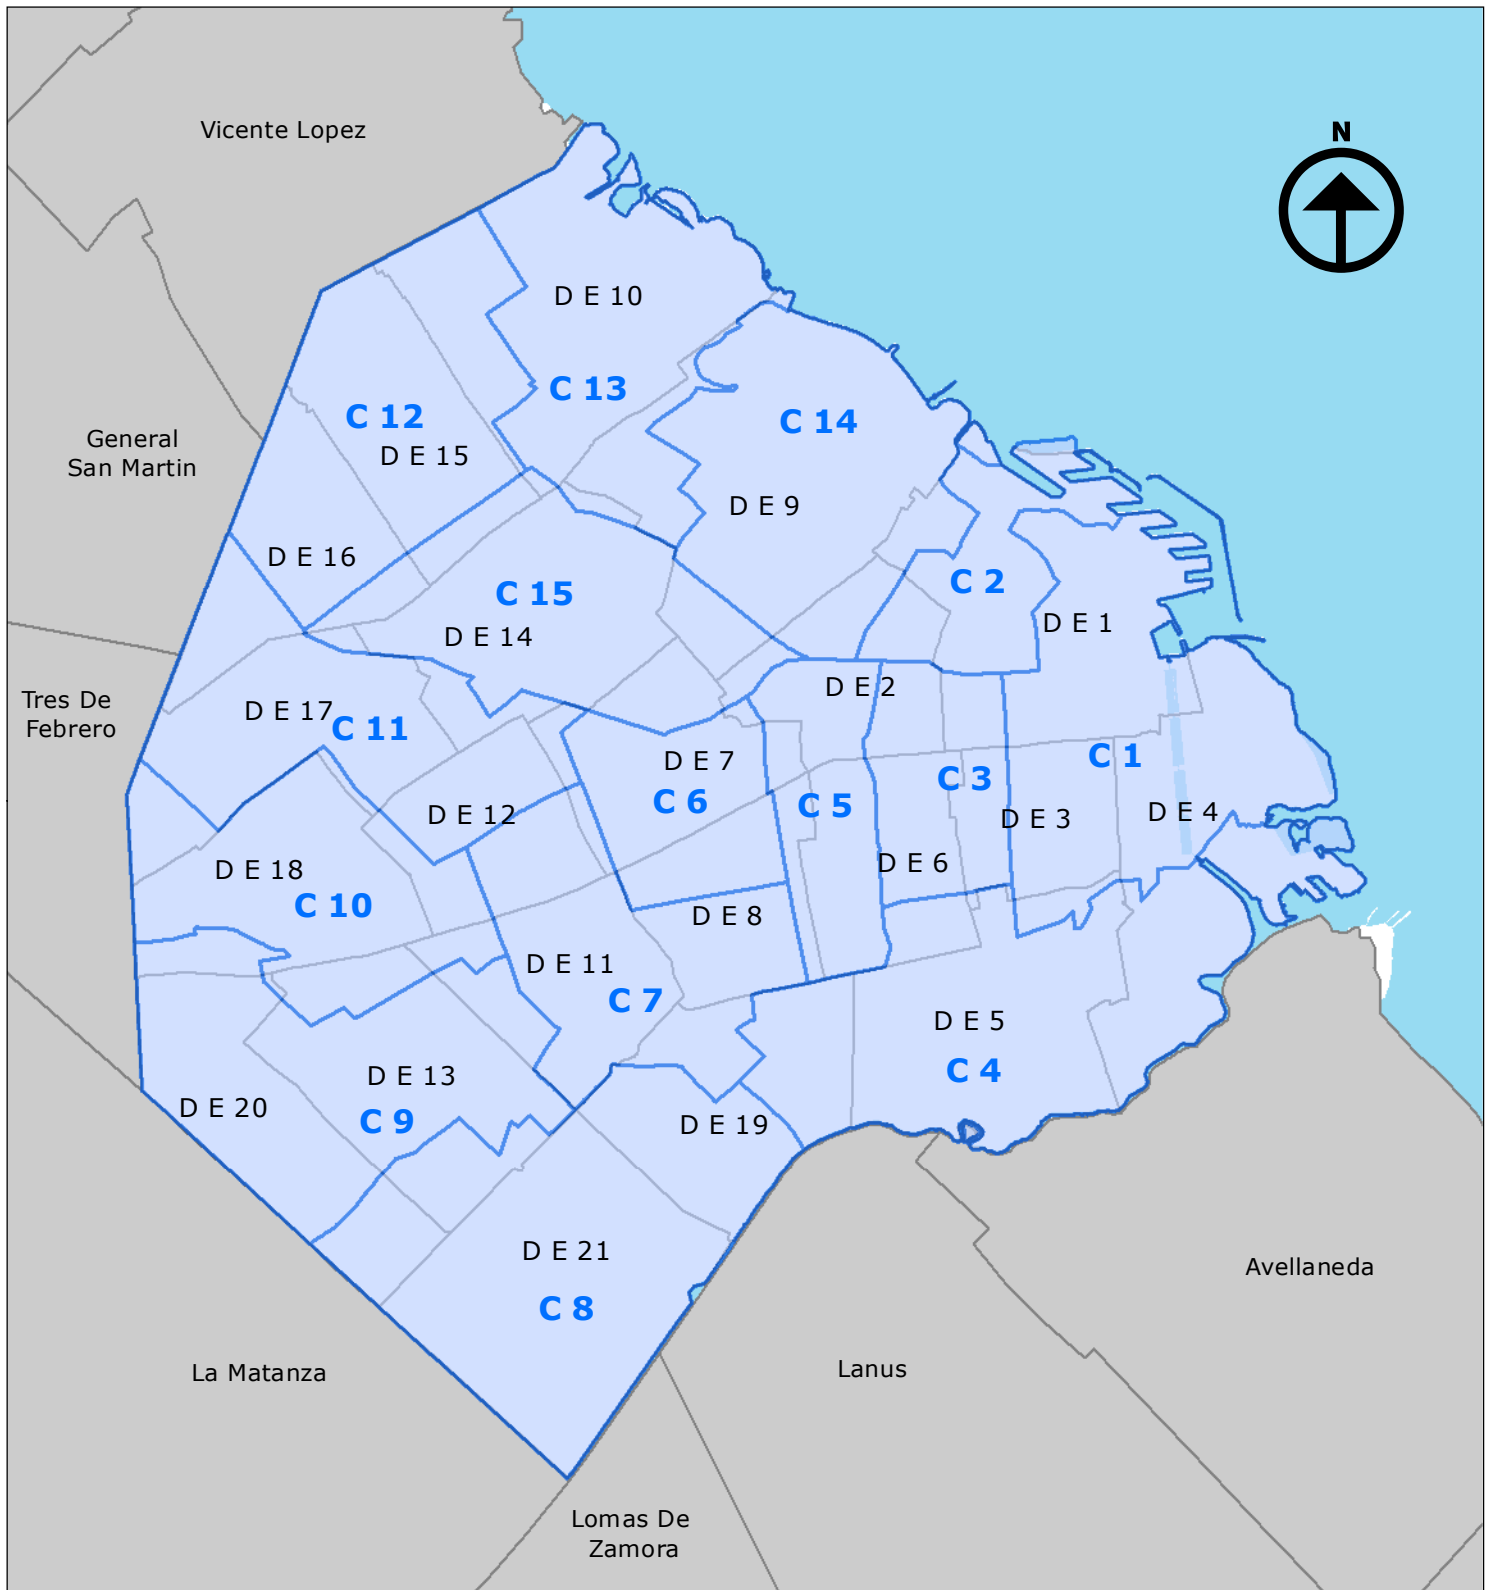 N
Vicente Lopez
D E 10
C 13
C 12
C 14
General
San Martin
D E 15
D E 9
D E 16
C 2
C 15
D E 1
D E 14
D E 2
Tres De
Febrero
D E 17
C 11
C 1
D E 7
C 3
C 6
C 5
D E 12
D E 3
D E 4
D E 6
D E 18
C 10
D E 8
D E 11
C 7
D E 5
C 4
D E 13
D E 20
C 9
D E 19
D E 21
Avellaneda
C 8
La Matanza
Lanus
Lomas De
Zamora